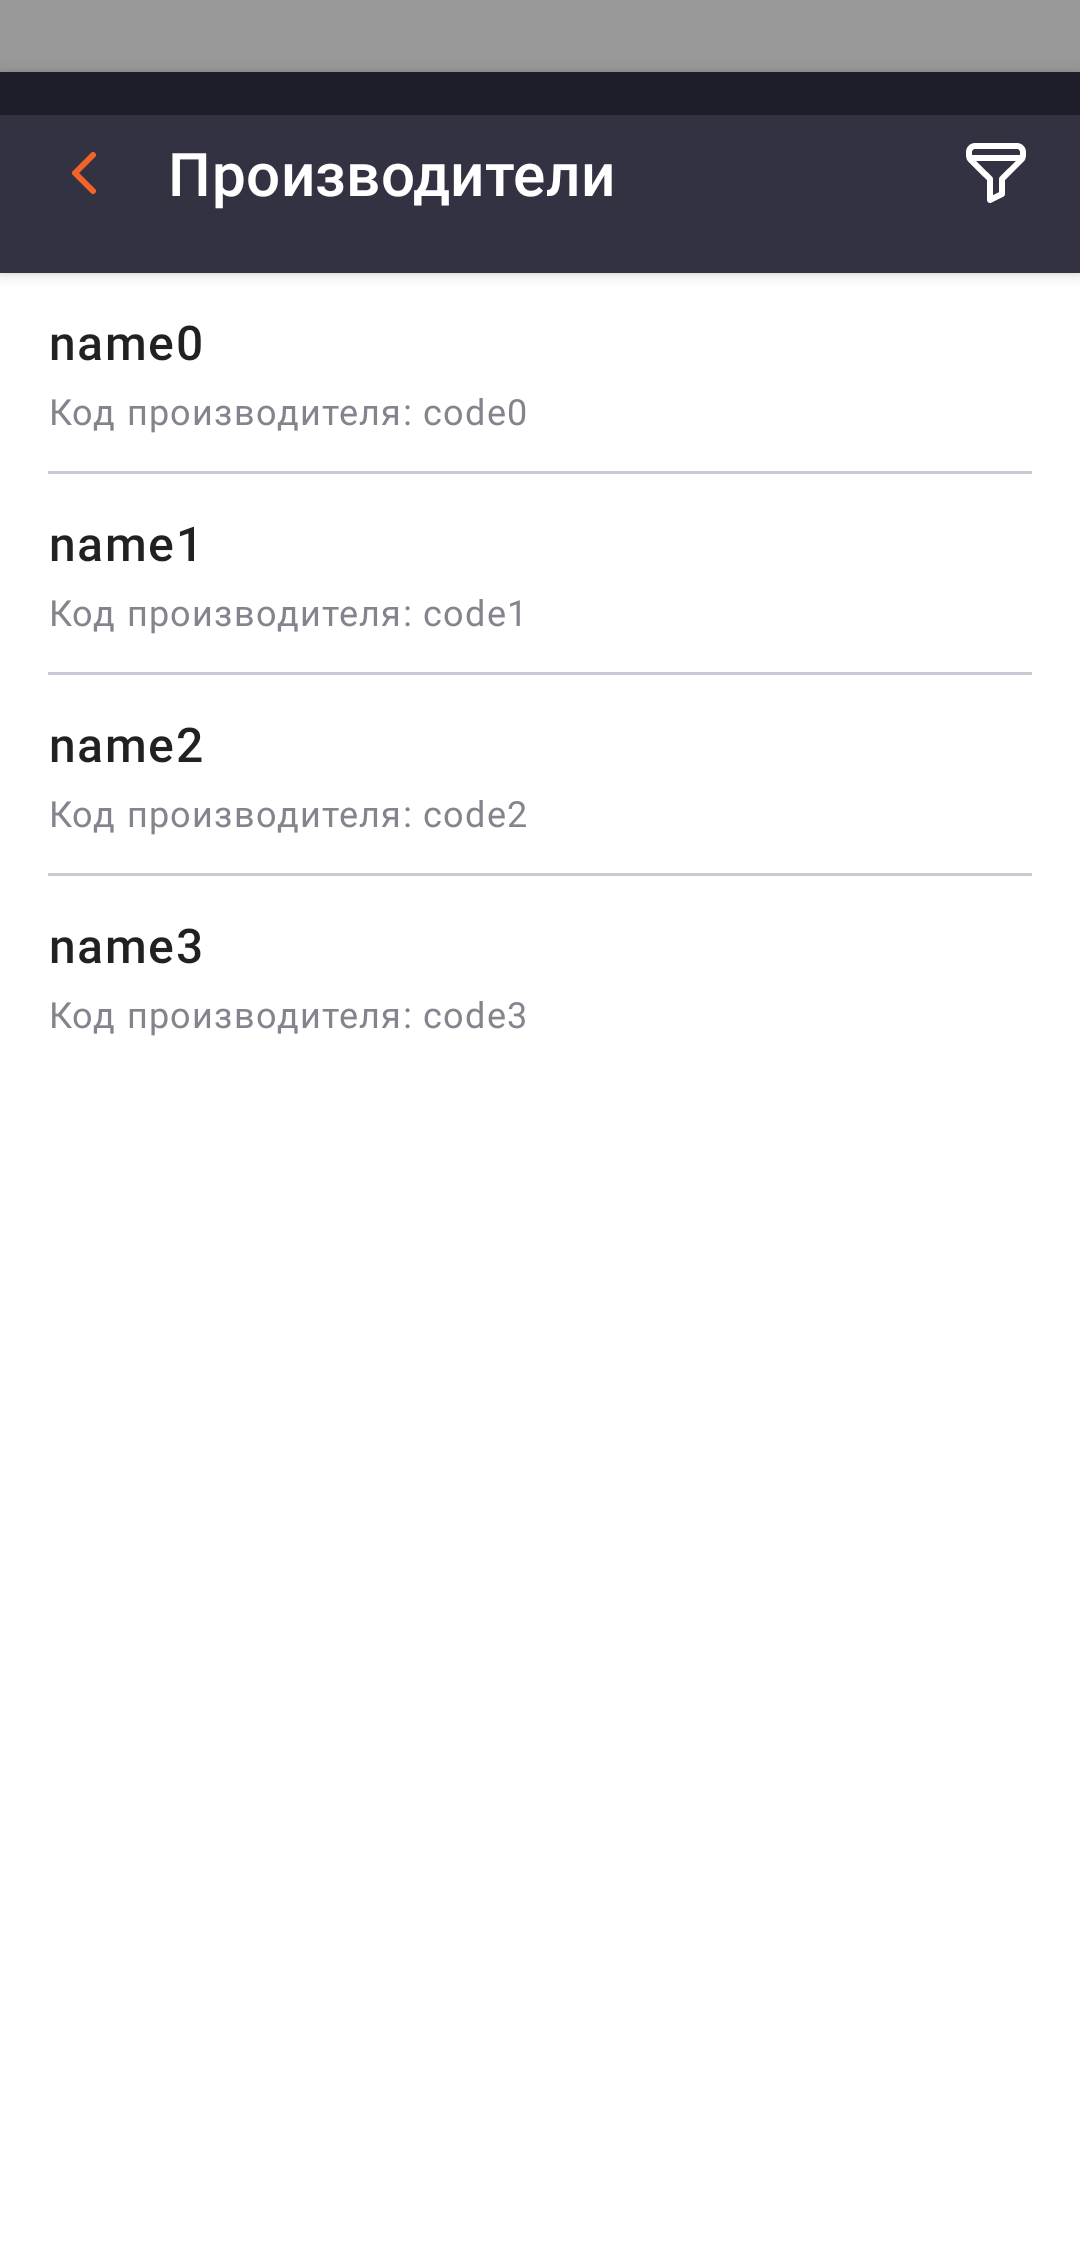 Производители
name0
Код производителя: code0
name1
Код производителя: code1
name2
Код производителя: code2
name3
Код производителя: code3